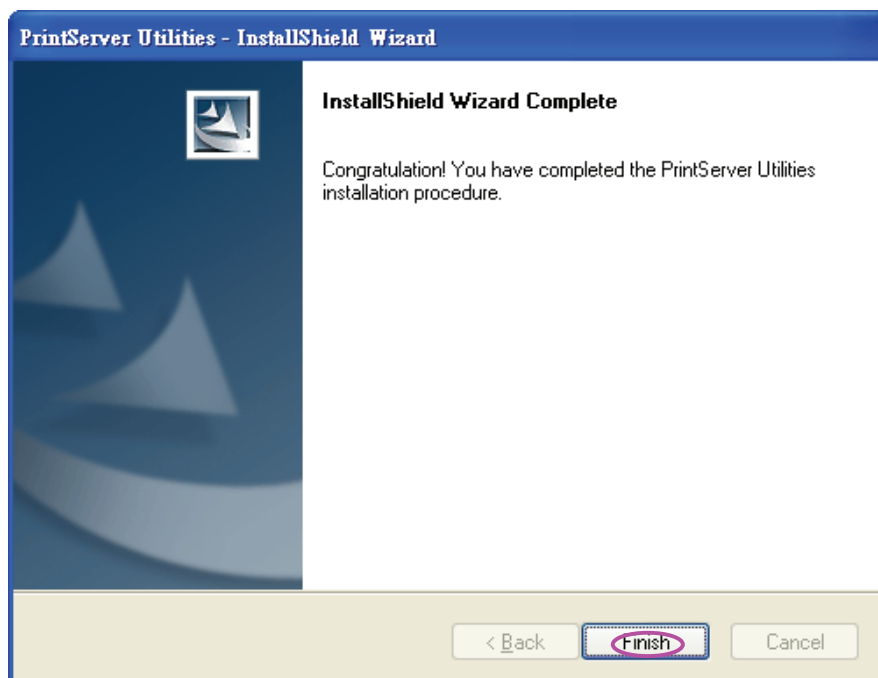 PrintServer Utilities - InstallShield Wizard
InstallShield Wizard Complete
Congratulation! You have completed the PrintServer Utilities
installation procedure.
< Back
Finish
Cancel